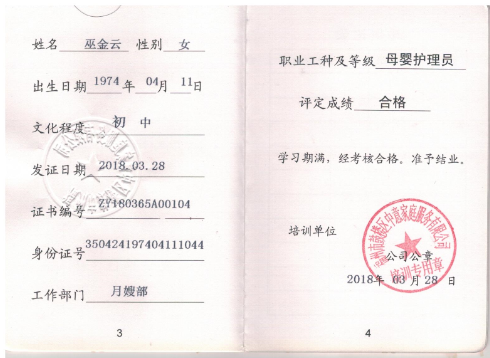 姓名 巫金云 性别 女
出生日期 1974 年 04 月 11 日
文化程度 初中
发证日期 2018.03.28
证书编号 ZY180365A00104
身份证号 350424197404111044
工作部门 月嫂部
3
职业工种及等级 母婴护理员
评定成绩 合格
学习期满，经考核合格。准予结业。
培训单位
公司公章
2018 年 03 月 28 日
培训专用章
4